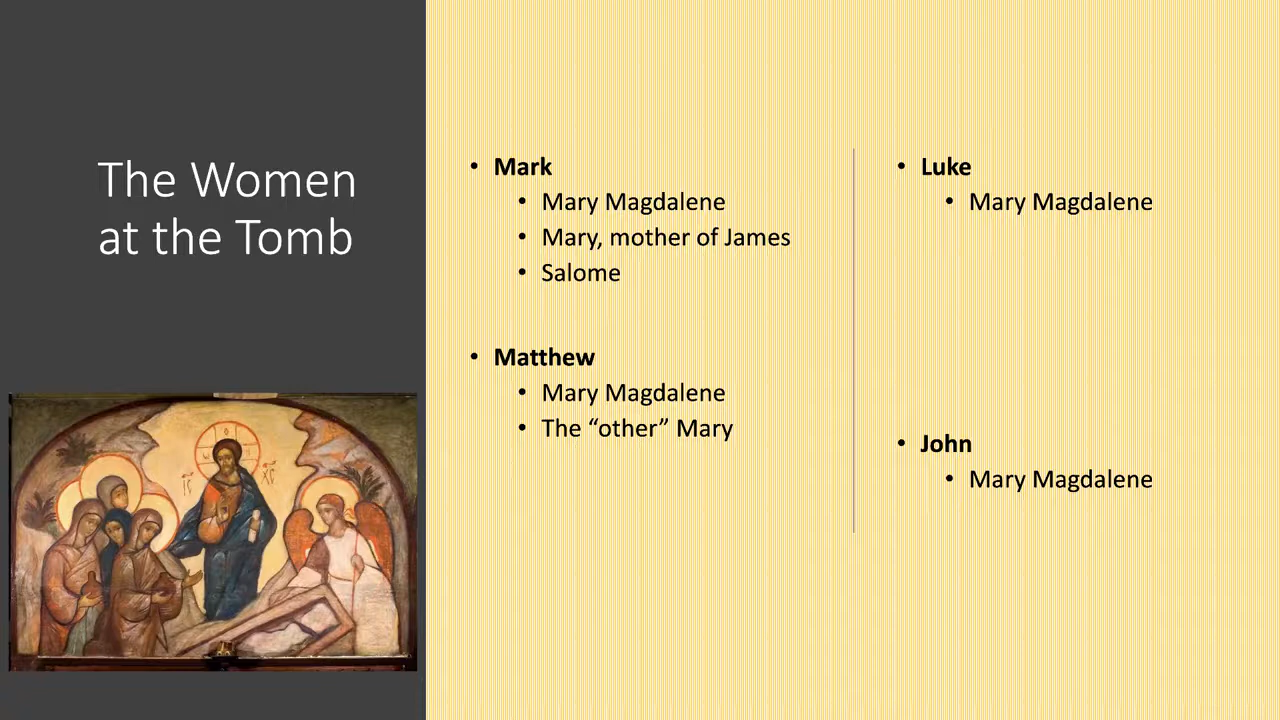 The Women
at the Tomb
• Mark
• Mary Magdalene
• Mary, mother of James
• Salome
• Matthew
• Mary Magdalene
• The “other” Mary
• Luke
• Mary Magdalene
• John
• Mary Magdalene